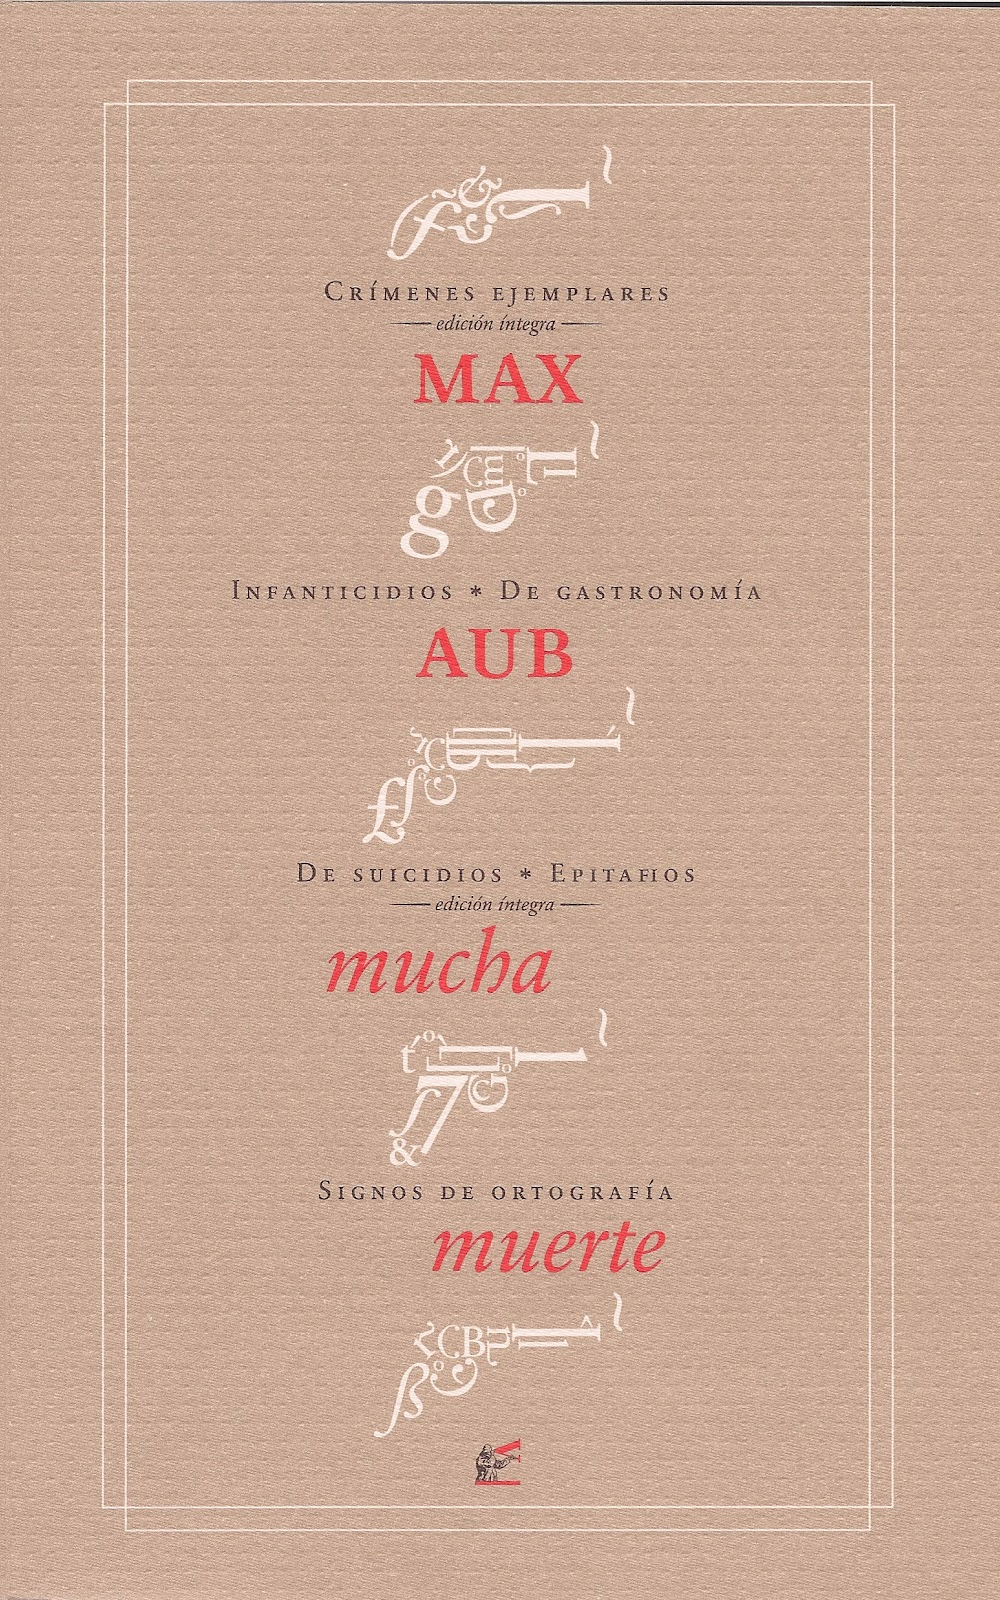 Crímenes ejemplares
edición íntegra
MAX
Infanticidios * De gastronomía
AUB
De suicidios * Epitafios
edición íntegra
mucha
Signos de ortografía
muerte